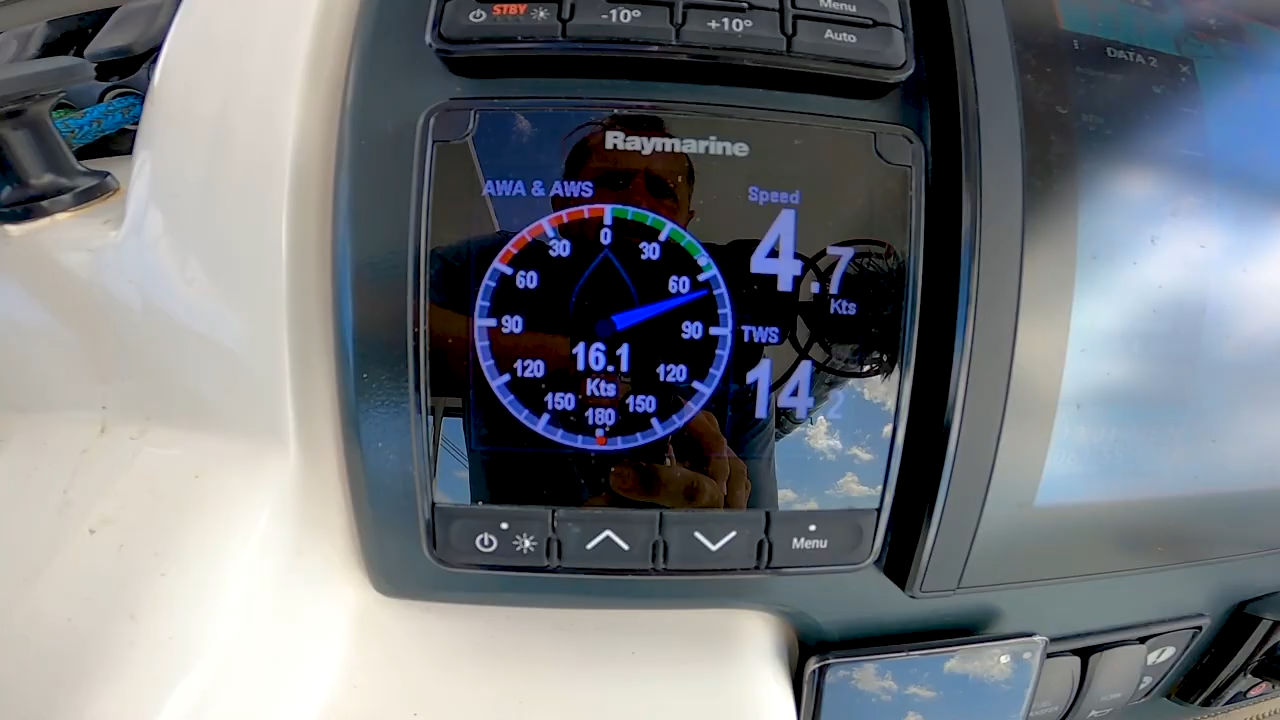 STBY
-10°
+10°
Menu
Auto
DATA 2
Raymarine
AWA & AWS
Speed
0
30 30
60 60
90 90
120 120
150 150
180
16.1
Kts
4.7
Kts
TWS
14.2
Menu